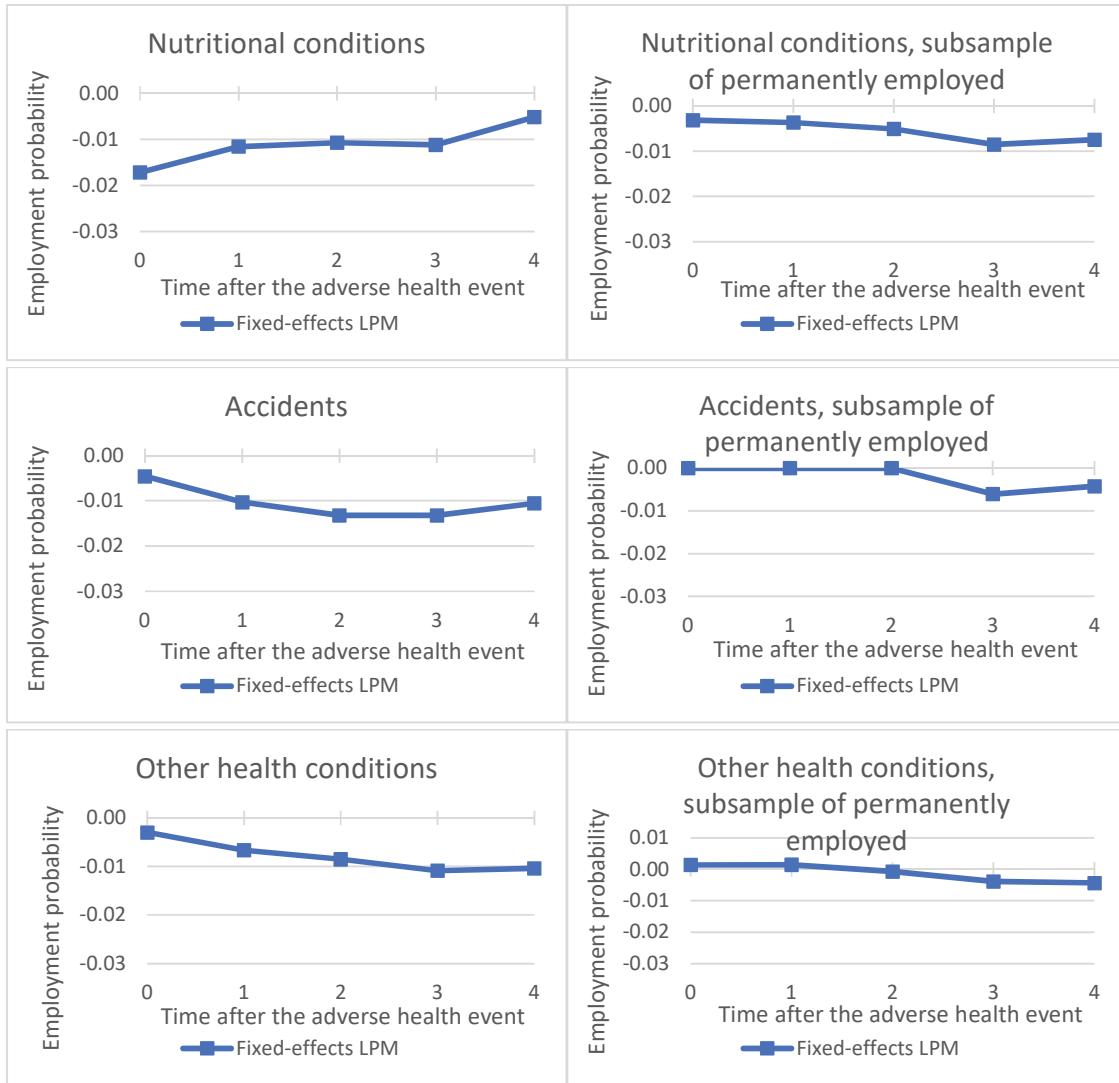 Nutritional conditions
Employment probability
0.00
-0.01
-0.02
-0.03
0 1 2 3 4
Time after the adverse health event
Fixed-effects LPM
Nutritional conditions, subsample
of permanently employed
Employment probability
0.00
-0.01
-0.02
-0.03
0 1 2 3 4
Time after the adverse health event
Fixed-effects LPM
Accidents
Employment probability
0.00
-0.01
-0.02
-0.03
0 1 2 3 4
Time after the adverse health event
Fixed-effects LPM
Accidents, subsample of
permanently employed
Employment probability
0.00
-0.01
-0.02
-0.03
0 1 2 3 4
Time after the adverse health event
Fixed-effects LPM
Other health conditions
Employment probability
0.00
-0.01
-0.02
-0.03
0 1 2 3 4
Time after the adverse health event
Fixed-effects LPM
Other health conditions,
subsample of permanently
employed
Employment probability
0.01
0.00
-0.01
-0.02
-0.03
0 1 2 3 4
Time after the adverse health event
Fixed-effects LPM